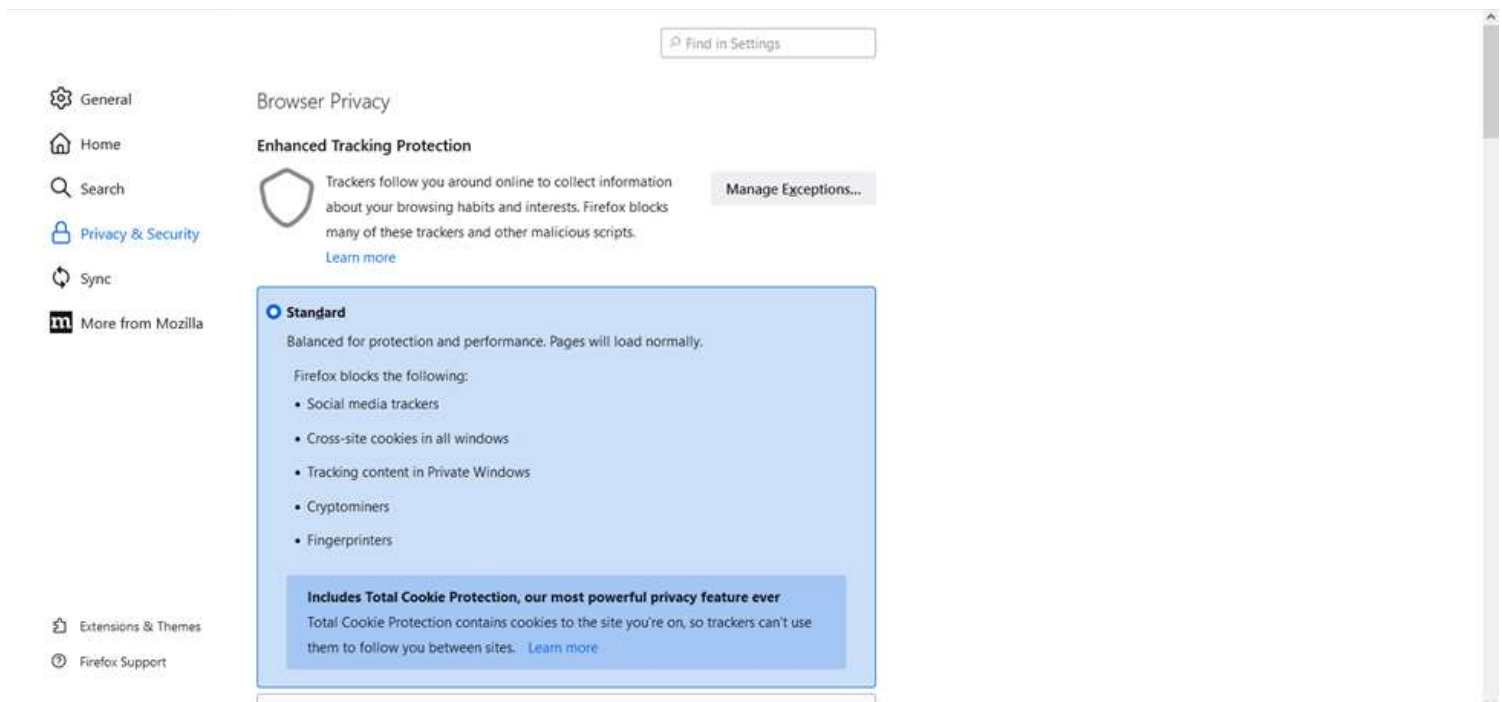 Find in Settings
General
Home
Search
Privacy & Security
Sync
More from Mozilla
Extensions & Themes
Firefox Support
Browser Privacy
Enhanced Tracking Protection
Trackers follow you around online to collect information
about your browsing habits and interests. Firefox blocks
many of these trackers and other malicious scripts.
Learn more
Manage Exceptions...
Standard
Balanced for protection and performance. Pages will load normally.
Firefox blocks the following:
• Social media trackers
• Cross-site cookies in all windows
• Tracking content in Private Windows
• Cryptominers
• Fingerprinters
Includes Total Cookie Protection, our most powerful privacy feature ever
Total Cookie Protection contains cookies to the site you're on, so trackers can't use
them to follow you between sites. Learn more